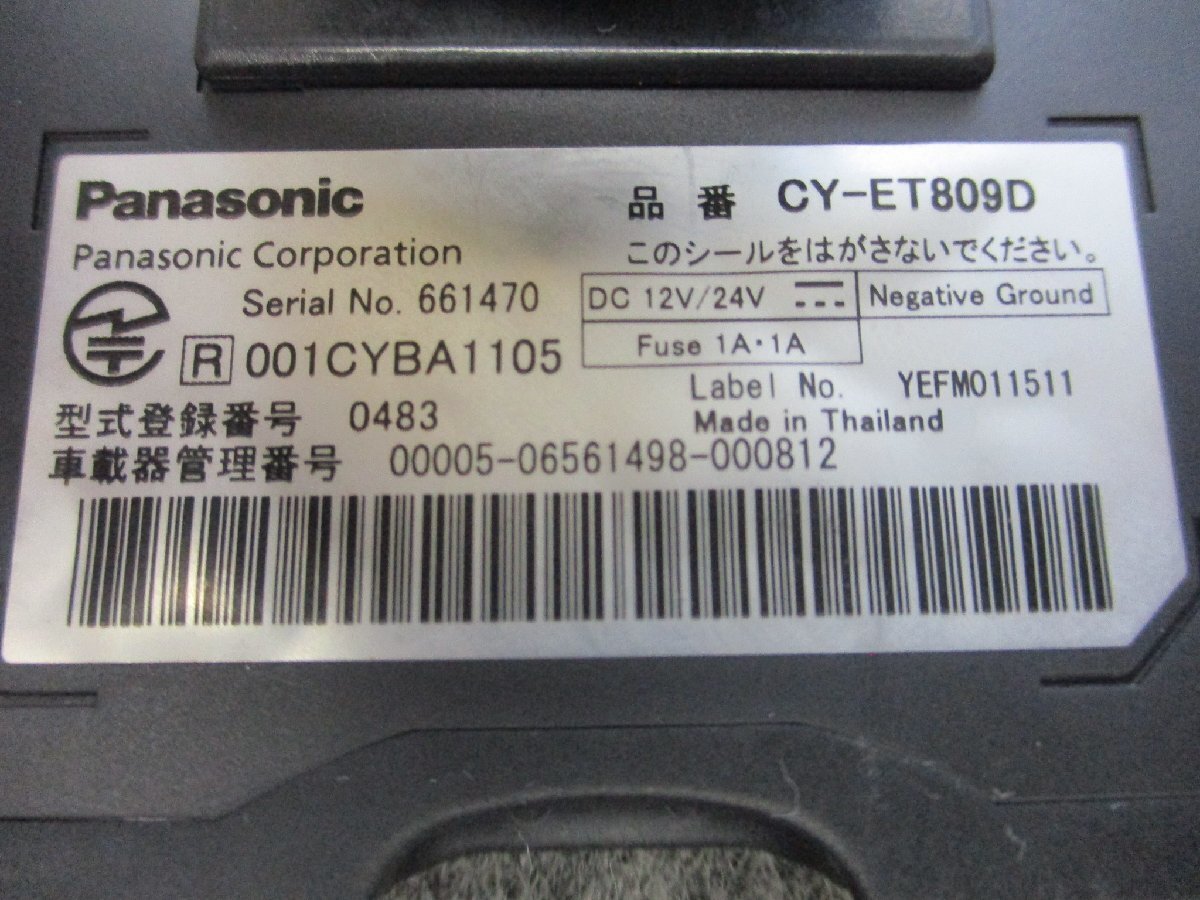 Panasonic
品番 CY-ET809D
Panasonic Corporation
このシールをはがさないでください。
Serial No. 661470
DC 12V/24V
Negative Ground
R 001CYBA1105
Fuse 1A・1A
Label No. YEFM011511
型式登録番号 0483
Made in Thailand
車載器管理番号 00005-06561498-000812